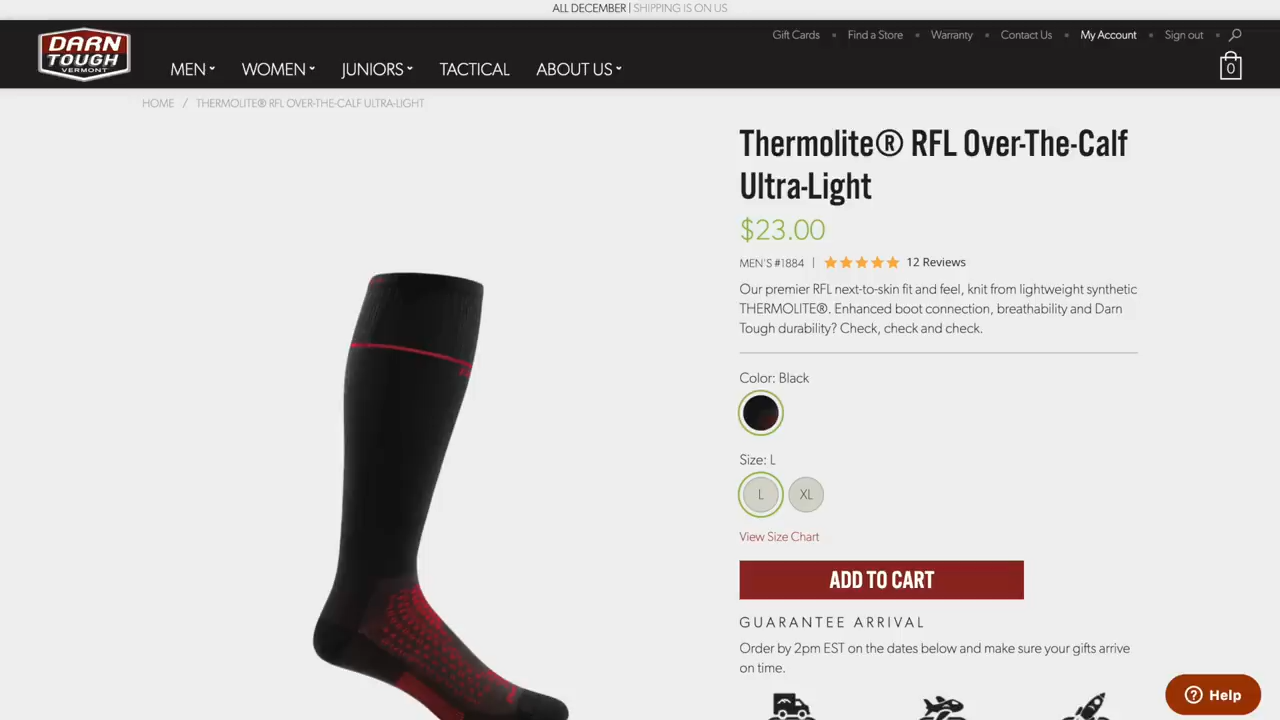 ALL DECEMBER | SHIPPING IS ON US
DARN TOUGH VERMONT
Gift Cards Find a Store Warranty Contact Us My Account Sign out
MEN WOMEN JUNIORS TACTICAL ABOUT US 0
HOME / THERMOLITE® RFL OVER-THE-CALF ULTRA-LIGHT
Thermolite® RFL Over-The-Calf
Ultra-Light
$23.00
MEN'S #1884 | 12 Reviews
Our premier RFL next-to-skin fit and feel, knit from lightweight synthetic
THERMOLITE®. Enhanced boot connection, breathability and Darn
Tough durability? Check, check and check.
Color: Black
Size: L
L XL
View Size Chart
ADD TO CART
GUARANTEE ARRIVAL
Order by 2pm EST on the dates below and make sure your gifts arrive
on time.
Help